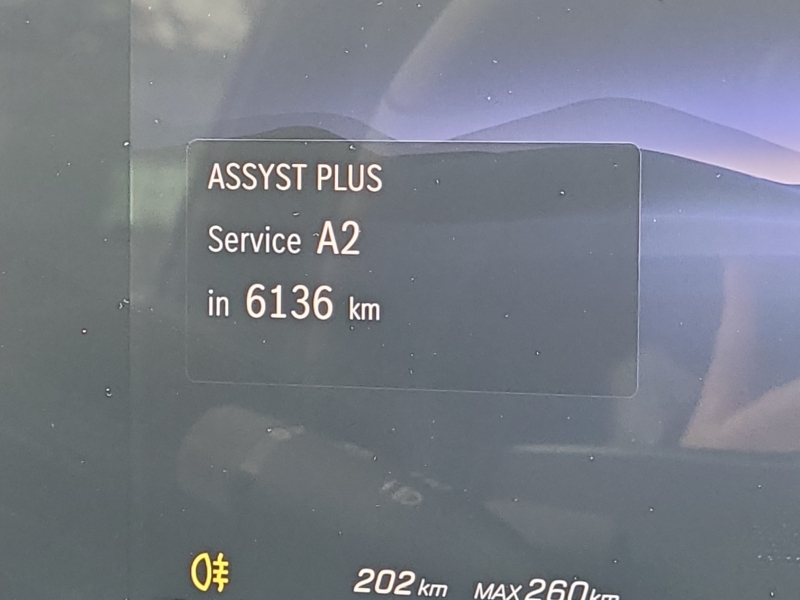 ASSYST PLUS
Service A2
in 6136 km
202 km MAX 260 km